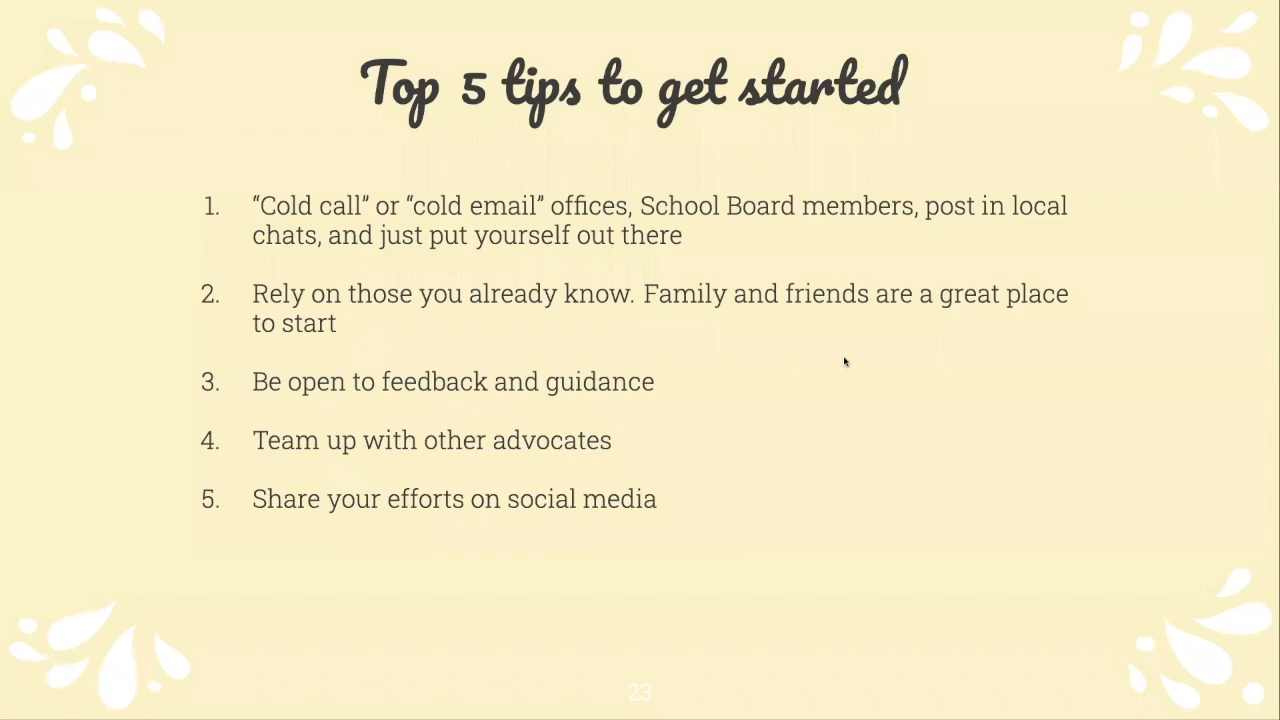 Top 5 tips to get started
1. “Cold call” or “cold email” offices, School Board members, post in local
chats, and just put yourself out there
2. Rely on those you already know. Family and friends are a great place
to start
3. Be open to feedback and guidance
4. Team up with other advocates
5. Share your efforts on social media
23